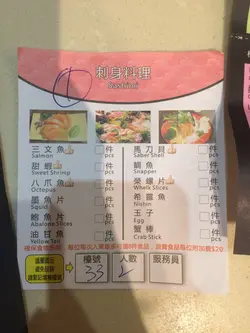 1
刺身料理
Sashimi
三文魚 件
Salmon pcs
甜蝦 件
Sweet Shrimp pcs
八爪魚 件
Octopus pcs
墨魚片 件
Squid pcs
鮑魚片 件
Abalone Slices pcs
油甘魚 件
Yellow Tail pcs
馬刀貝 件
Saber Shell pcs
鯛魚 件
Snapper pcs
榮螺片 件
Whelk Slices pcs
希靈魚 件
Nishin pcs
玉子 件
Egg pcs
蟹棒 件
Crab Stick pcs
檯號
33
人數
2
服務員